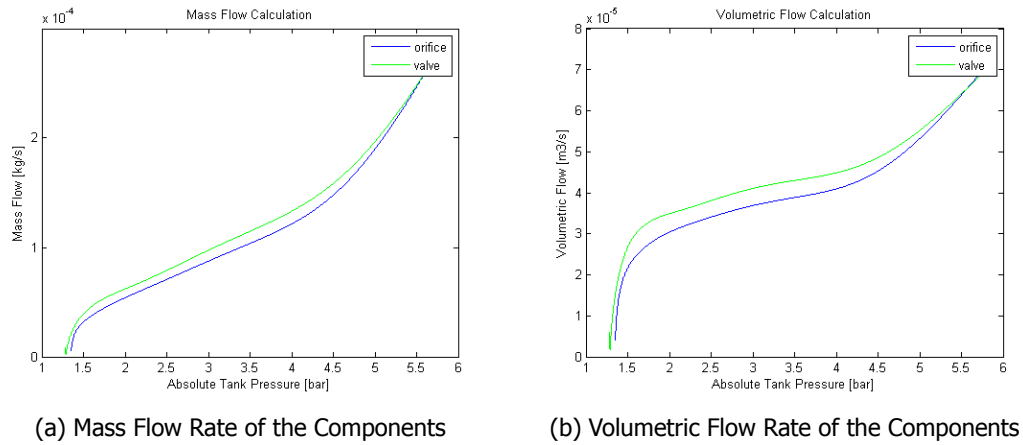 x 10⁻⁴
Mass Flow Calculation
orifice
valve
2
1
0
Mass Flow [kg/s]
1 1.5 2 2.5 3 3.5 4 4.5 5 5.5 6
Absolute Tank Pressure [bar]
(a) Mass Flow Rate of the Components
x 10⁻⁵
Volumetric Flow Calculation
orifice
valve
8
7
6
5
4
3
2
1
0
Volumetric Flow [m3/s]
1 1.5 2 2.5 3 3.5 4 4.5 5 5.5 6
Absolute Tank Pressure [bar]
(b) Volumetric Flow Rate of the Components